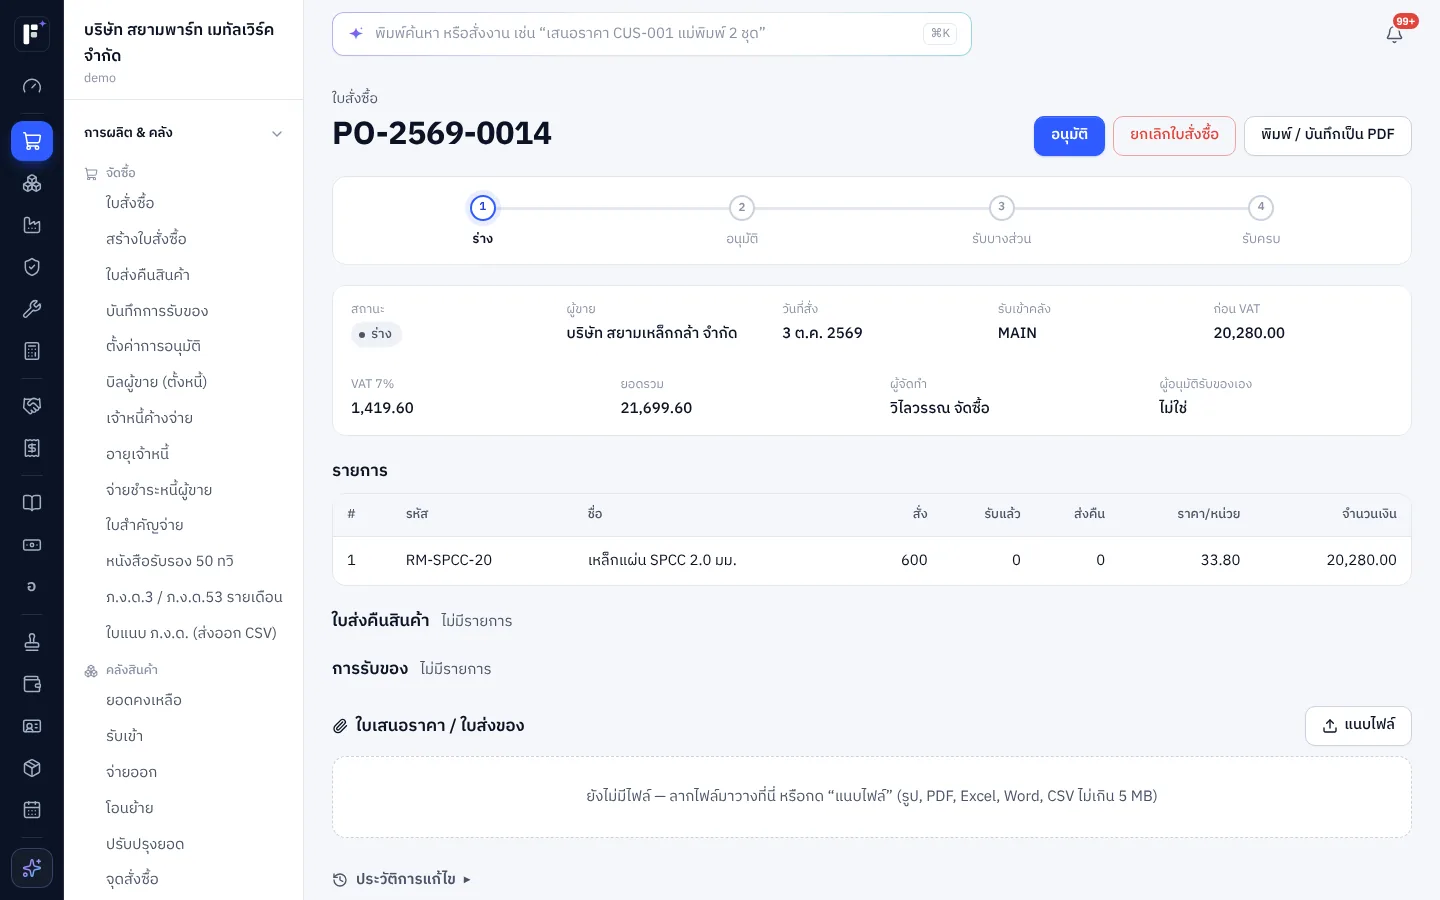 บริษัท สยามพาร์ท เมทัลเวิร์ค
จำกัด
demo
การผลิต & คลัง
จัดซื้อ
ใบสั่งซื้อ
สร้างใบสั่งซื้อ
ใบส่งคืนสินค้า
บันทึกการรับของ
ตั้งค่าการอนุมัติ
บิลผู้ขาย (ตั้งหนี้)
เจ้าหนี้ค้างจ่าย
อายุเจ้าหนี้
จ่ายชำระหนี้ผู้ขาย
ใบสำคัญจ่าย
หนังสือรับรอง 50 ทวิ
ภ.ง.ด.3 / ภ.ง.ด.53 รายเดือน
ใบแนบ ภ.ง.ด. (ส่งออก CSV)
คลังสินค้า
ยอดคงเหลือ
รับเข้า
จ่ายออก
โอนย้าย
ปรับปรุงยอด
จุดสั่งซื้อ
อ
พิมพ์ค้นหา หรือสั่งงาน เช่น “เสนอราคา CUS-001 แม่พิมพ์ 2 ชุด” ⌘K
99+
ใบสั่งซื้อ
PO-2569-0014
อนุมัติ ยกเลิกใบสั่งซื้อ พิมพ์ / บันทึกเป็น PDF
1 2 3 4
ร่าง อนุมัติ รับบางส่วน รับครบ
สถานะ ผู้ขาย วันที่สั่ง รับเข้าคลัง ก่อน VAT
ร่าง บริษัท สยามเหล็กกล้า จำกัด 3 ต.ค. 2569 MAIN 20,280.00
VAT 7% ยอดรวม ผู้จัดทำ ผู้อนุมัติรับของเอง
1,419.60 21,699.60 วิไลวรรณ จัดซื้อ ไม่ใช่
รายการ
# รหัส ชื่อ สั่ง รับแล้ว ส่งคืน ราคา/หน่วย จำนวนเงิน
1 RM-SPCC-20 เหล็กแผ่น SPCC 2.0 มม. 600 0 0 33.80 20,280.00
ใบส่งคืนสินค้า ไม่มีรายการ
การรับของ ไม่มีรายการ
ใบเสนอราคา / ใบส่งของ แนบไฟล์
ยังไม่มีไฟล์ — ลากไฟล์มาวางที่นี่ หรือกด “แนบไฟล์” (รูป, PDF, Excel, Word, CSV ไม่เกิน 5 MB)
ประวัติการแก้ไข ▸